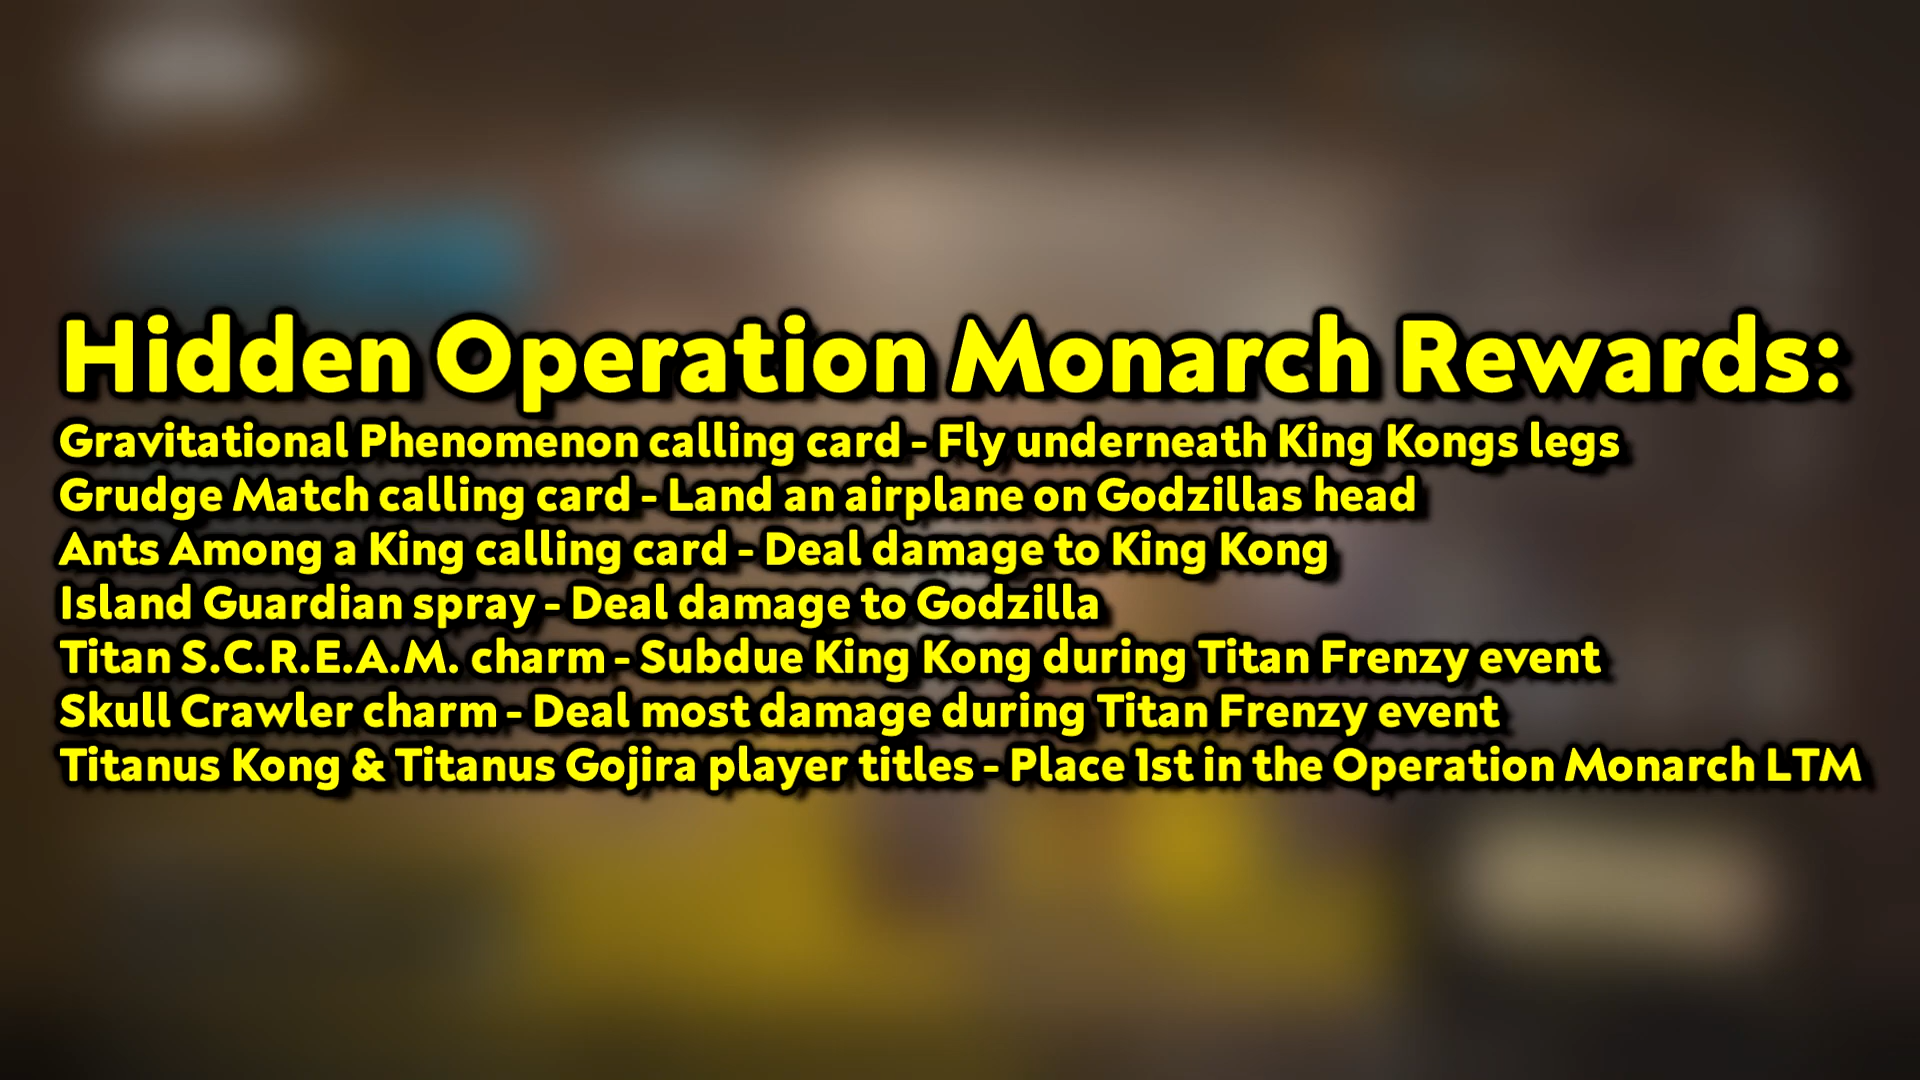 Hidden Operation Monarch Rewards:
Gravitational Phenomenon calling card - Fly underneath King Kongs legs
Grudge Match calling card - Land an airplane on Godzillas head
Ants Among a King calling card - Deal damage to King Kong
Island Guardian spray - Deal damage to Godzilla
Titan S.C.R.E.A.M. charm - Subdue King Kong during Titan Frenzy event
Skull Crawler charm - Deal most damage during Titan Frenzy event
Titanus Kong & Titanus Gojira player titles - Place 1st in the Operation Monarch LTM